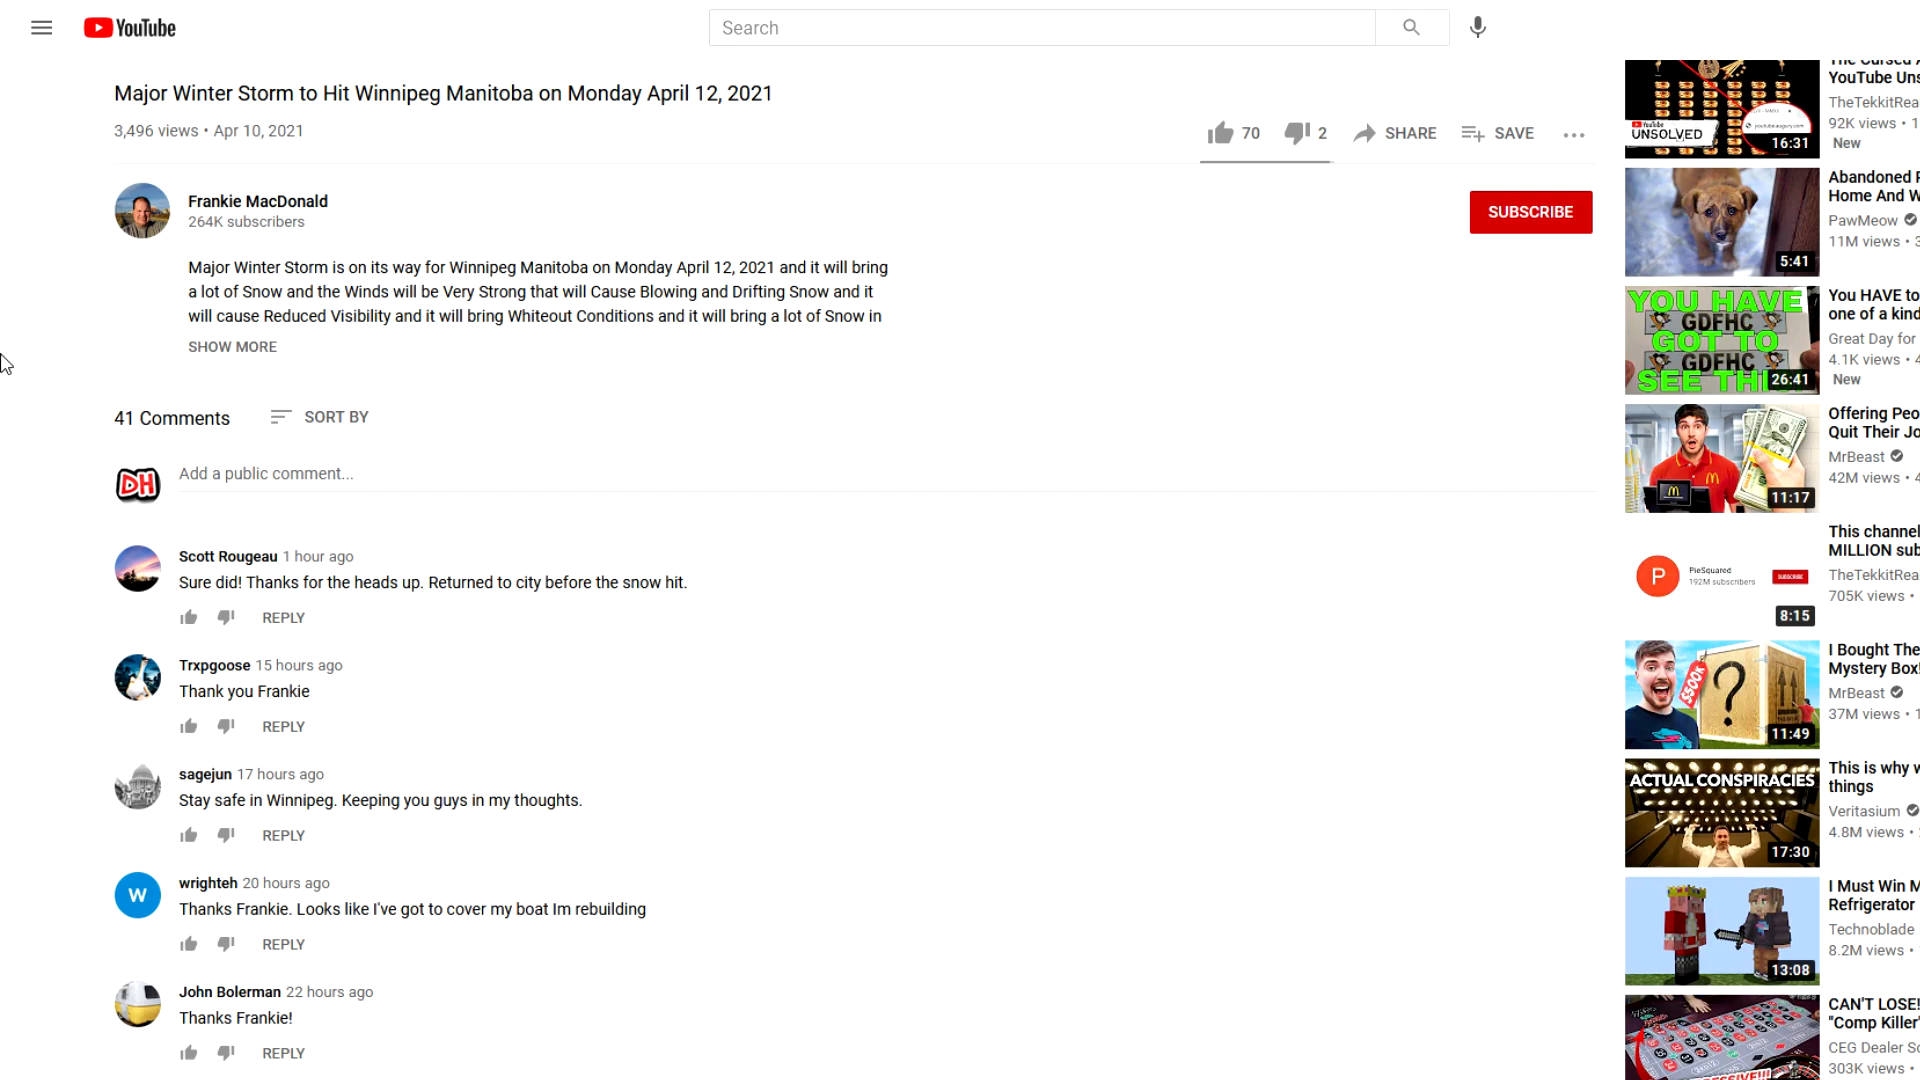 YouTube
Search
Major Winter Storm to Hit Winnipeg Manitoba on Monday April 12, 2021
3,496 views • Apr 10, 2021
70
2
SHARE
SAVE
Frankie MacDonald
264K subscribers
SUBSCRIBE
Major Winter Storm is on its way for Winnipeg Manitoba on Monday April 12, 2021 and it will bring
a lot of Snow and the Winds will be Very Strong that will Cause Blowing and Drifting Snow and it
will cause Reduced Visibility and it will bring Whiteout Conditions and it will bring a lot of Snow in
SHOW MORE
41 Comments
SORT BY
DH
Add a public comment...
Scott Rougeau 1 hour ago
Sure did! Thanks for the heads up. Returned to city before the snow hit.
REPLY
Trxpgoose 15 hours ago
Thank you Frankie
REPLY
sagejun 17 hours ago
Stay safe in Winnipeg. Keeping you guys in my thoughts.
REPLY
W
wrighteh 20 hours ago
Thanks Frankie. Looks like I've got to cover my boat Im rebuilding
REPLY
John Bolerman 22 hours ago
Thanks Frankie!
REPLY
YouTube
UNSOLVED
16:31
The Cursed
YouTube Uns
TheTekkitRea
92K views • 1
New
5:41
Abandoned
Home And W
PawMeow
11M views • 3
YOU HAVE
GDFHC
GOT TO
GDFHC
SEE THI
26:41
You HAVE to
one of a kind
Great Day for
4.1K views • 4
New
11:17
Offering Peo
Quit Their Jo
MrBeast
42M views • 4
P
PieSquared
192M subscribers
SUBSCRIBE
8:15
This channel
MILLION sub
TheTekkitRea
705K views •
$500K
?
11:49
I Bought The
Mystery Box!
MrBeast
37M views • 1
ACTUAL CONSPIRACIES
17:30
This is why w
things
Veritasium
4.8M views •
13:08
I Must Win M
Refrigerator
Technoblade
8.2M views •
CAN'T LOSE!
"Comp Killer"
CEG Dealer Sc
303K views •